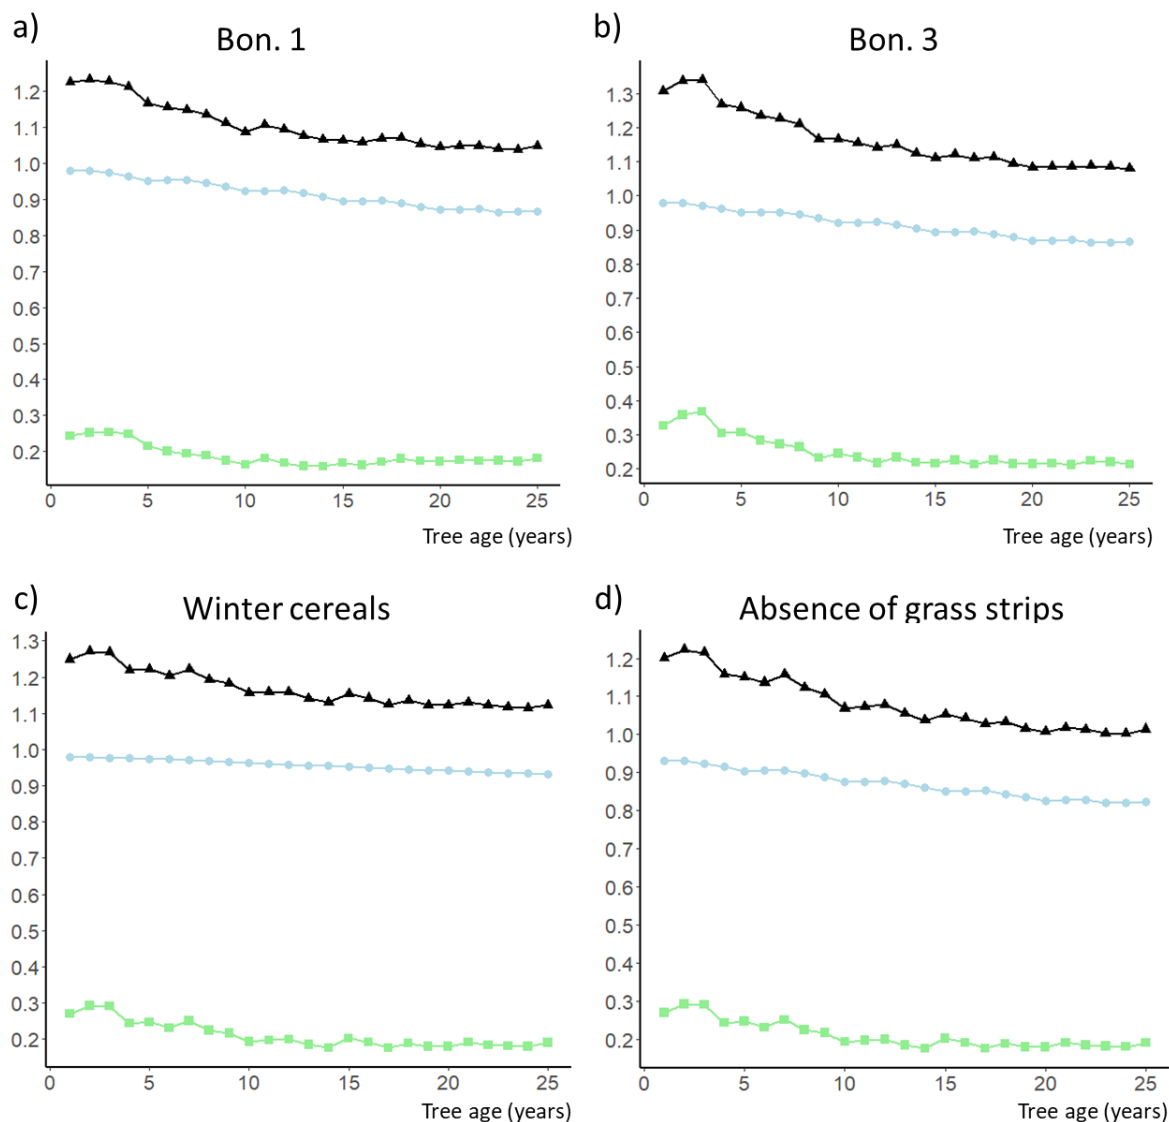 a)
Bon. 1
1.2
1.1
1.0
0.9
0.8
0.7
0.6
0.5
0.4
0.3
0.2
0 5 10 15 20 25
Tree age (years)
b)
Bon. 3
1.3
1.2
1.1
1.0
0.9
0.8
0.7
0.6
0.5
0.4
0.3
0.2
0 5 10 15 20 25
Tree age (years)
c)
Winter cereals
1.3
1.2
1.1
1.0
0.9
0.8
0.7
0.6
0.5
0.4
0.3
0.2
0 5 10 15 20 25
Tree age (years)
d)
Absence of grass strips
1.2
1.1
1.0
0.9
0.8
0.7
0.6
0.5
0.4
0.3
0.2
0 5 10 15 20 25
Tree age (years)